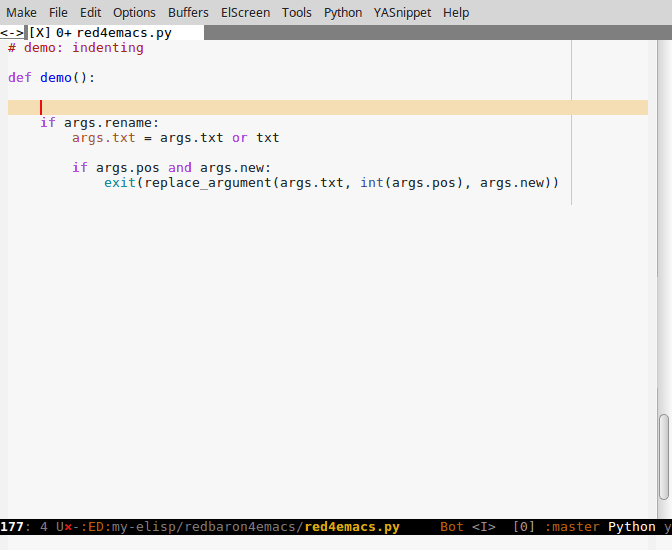 Make File Edit Options Buffers ElScreen Tools Python YASnippet Help
<->[X] 0+ red4emacs.py
# demo: indenting
def demo():
if args.rename:
args.txt = args.txt or txt
if args.pos and args.new:
exit(replace_argument(args.txt, int(args.pos), args.new))
177: 4 U×-:ED:my-elisp/redbaron4emacs/red4emacs.py Bot <I> [0] :master Python y